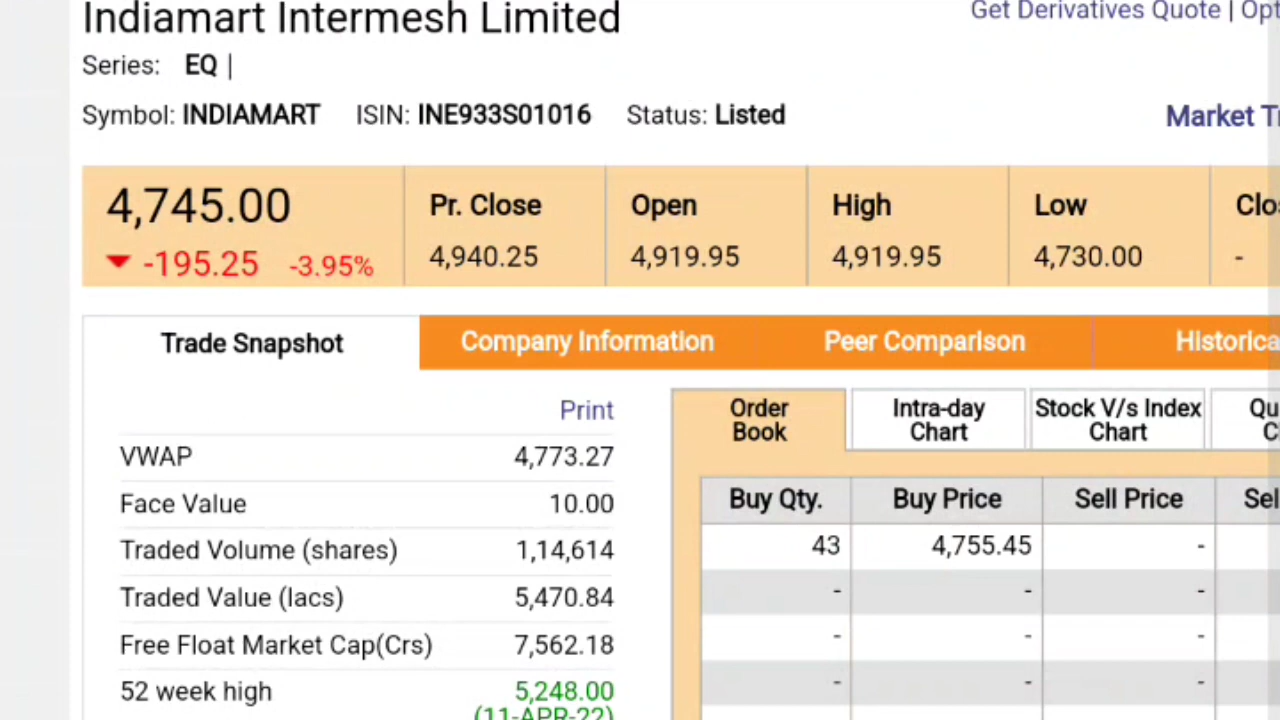 Indiamart Intermesh Limited
Get Derivatives Quote |
Series: EQ |
Symbol: INDIAMART ISIN: INE933S01016 Status: Listed
Market
4,745.00
-195.25 -3.95%
Pr. Close
4,940.25
Open
4,919.95
High
4,919.95
Low
4,730.00
-
Trade Snapshot
Company Information
Peer Comparison
Print
VWAP 4,773.27
Face Value 10.00
Traded Volume (shares) 1,14,614
Traded Value (lacs) 5,470.84
Free Float Market Cap(Crs) 7,562.18
52 week high 5,248.00
(11-APR-22)
Order
Book
Intra-day
Chart
Stock V/s Index
Chart
Buy Qty. Buy Price Sell Price
43 4,755.45 -
- - -
- - -
- - -